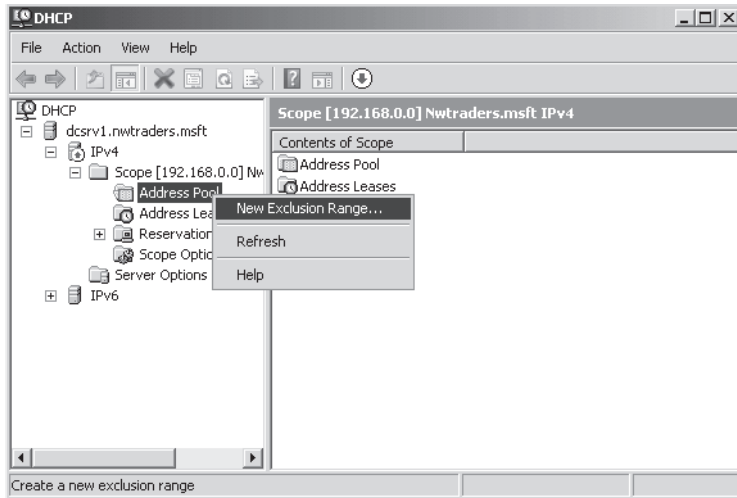 DHCP
File Action View Help
DHCP
dcsrv1.nwtraders.msft
IPv4
Scope [192.168.0.0] Nw
Address Pool
Address Lea
Reservation
Scope Optic
Server Options
IPv6
Scope [192.168.0.0] Nwtraders.msft IPv4
Contents of Scope
Address Pool
Address Leases
New Exclusion Range...
Refresh
Help
Create a new exclusion range